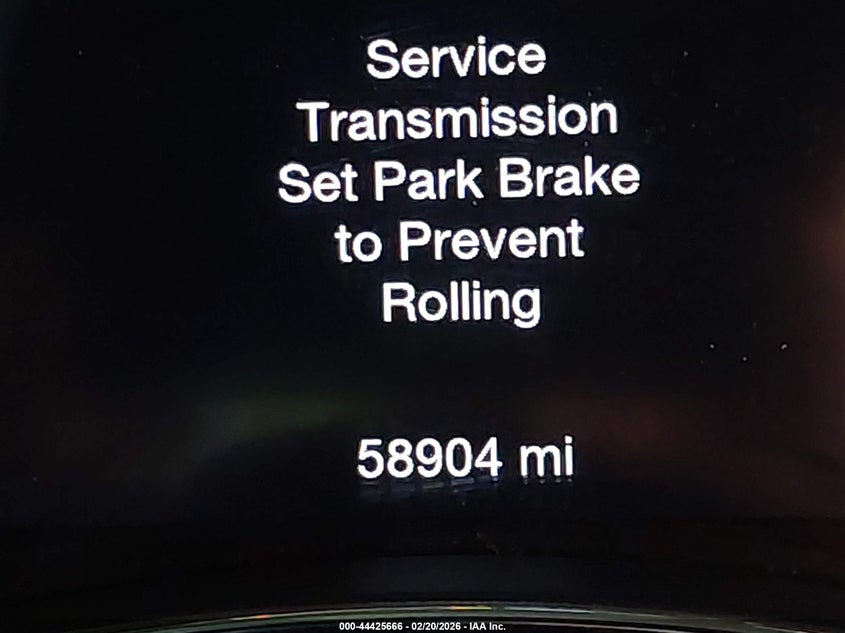 Service
Transmission
Set Park Brake
to Prevent
Rolling
58904 mi
000-44425666 - 02/20/2026 - IAA Inc.